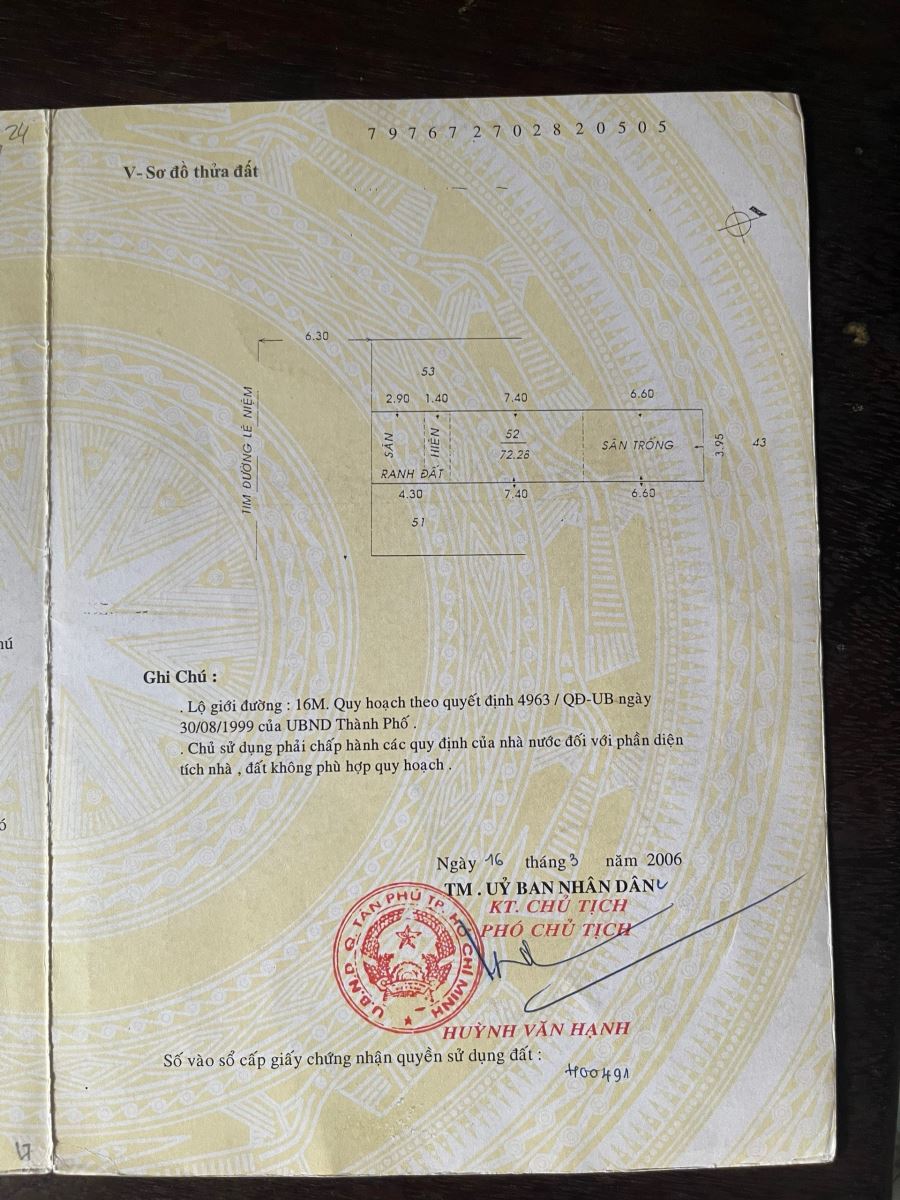 24
7 9 7 6 7 2 7 0 2 8 2 0 5 0 5
V- Sơ đồ thửa đất
6.30
53
2.90 1.40 7.40 6.60
TIM ĐƯỜNG LÊ NIỆM
SÂN
HIÊN
52
72.28
SÂN TRỐNG
3.95
43
RANH ĐẤT
4.30 7.40 6.60
51
Ghi Chú :
. Lộ giới đường : 16M. Quy hoạch theo quyết định 4963 / QĐ-UB ngày
30/08/1999 của UBND Thành Phố .
. Chủ sử dụng phải chấp hành các quy định của nhà nước đối với phần diện
tích nhà , đất không phù hợp quy hoạch .
Ngày 16 tháng 3 năm 2006
TM . UỶ BAN NHÂN DÂN
KT. CHỦ TỊCH
PHÓ CHỦ TỊCH
U.B.N.D Q. TÂN PHÚ TP. HỒ CHÍ MINH
HUỲNH VĂN HẠNH
Số vào sổ cấp giấy chứng nhận quyền sử dụng đất :
H00491